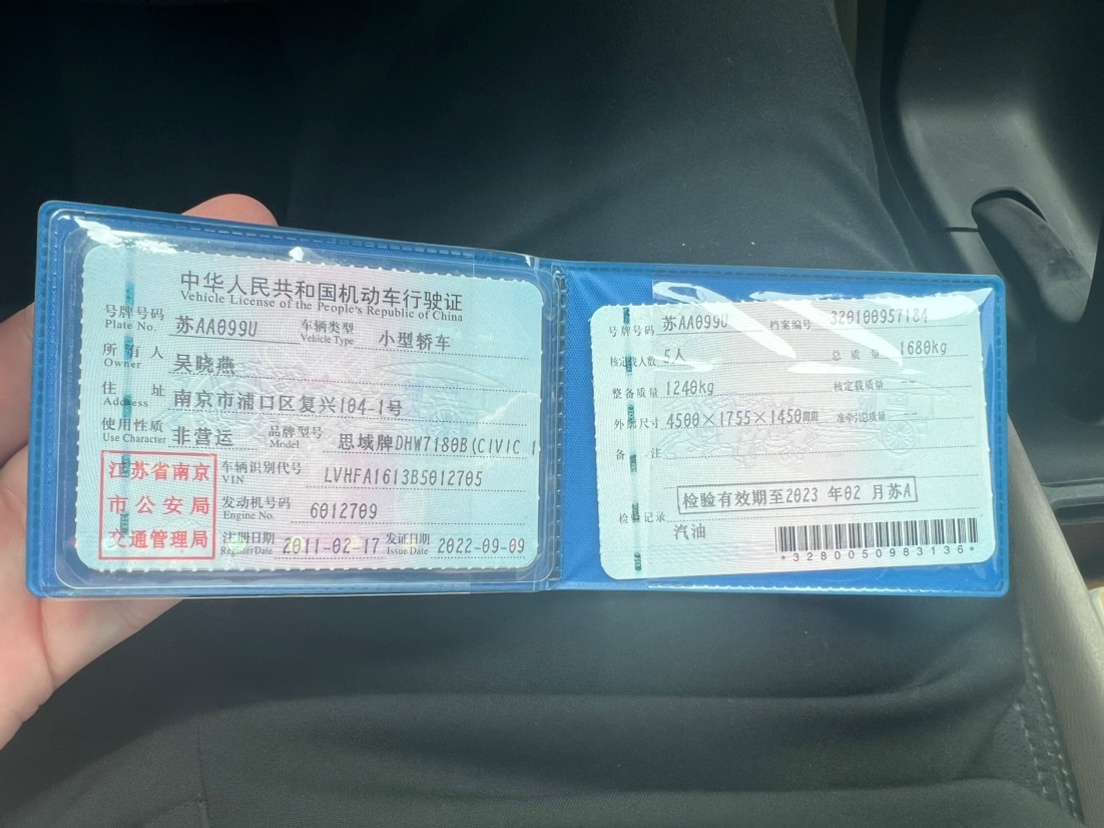 中华人民共和国机动车行驶证
Vehicle License of the People's Republic of China
号牌号码 苏AA099U 车辆类型 小型轿车
Plate No. Vehicle Type
所有人 吴晓燕
Owner
住址 南京市浦口区复兴104-1号
Address
使用性质 非营运 品牌型号 思域牌DHW7180B(CIVIC 1
Use Character Model
江苏省南京
市公安局
交通管理局
车辆识别代号 LVHFA1613B5012705
VIN
发动机号码 6012709
Engine No.
注册日期 2011-02-17 发证日期 2022-09-09
Register Date Issue Date
号牌号码 苏AA099U 档案编号 320100957184
核定载人数 5人 总质量 1680kg
整备质量 1240kg 核定载质量 --
外廓尺寸 4500×1755×1450mm 准牵引总质量 --
备注
检验有效期至2023 年02 月苏A
检验记录
汽油
*3280050983136*